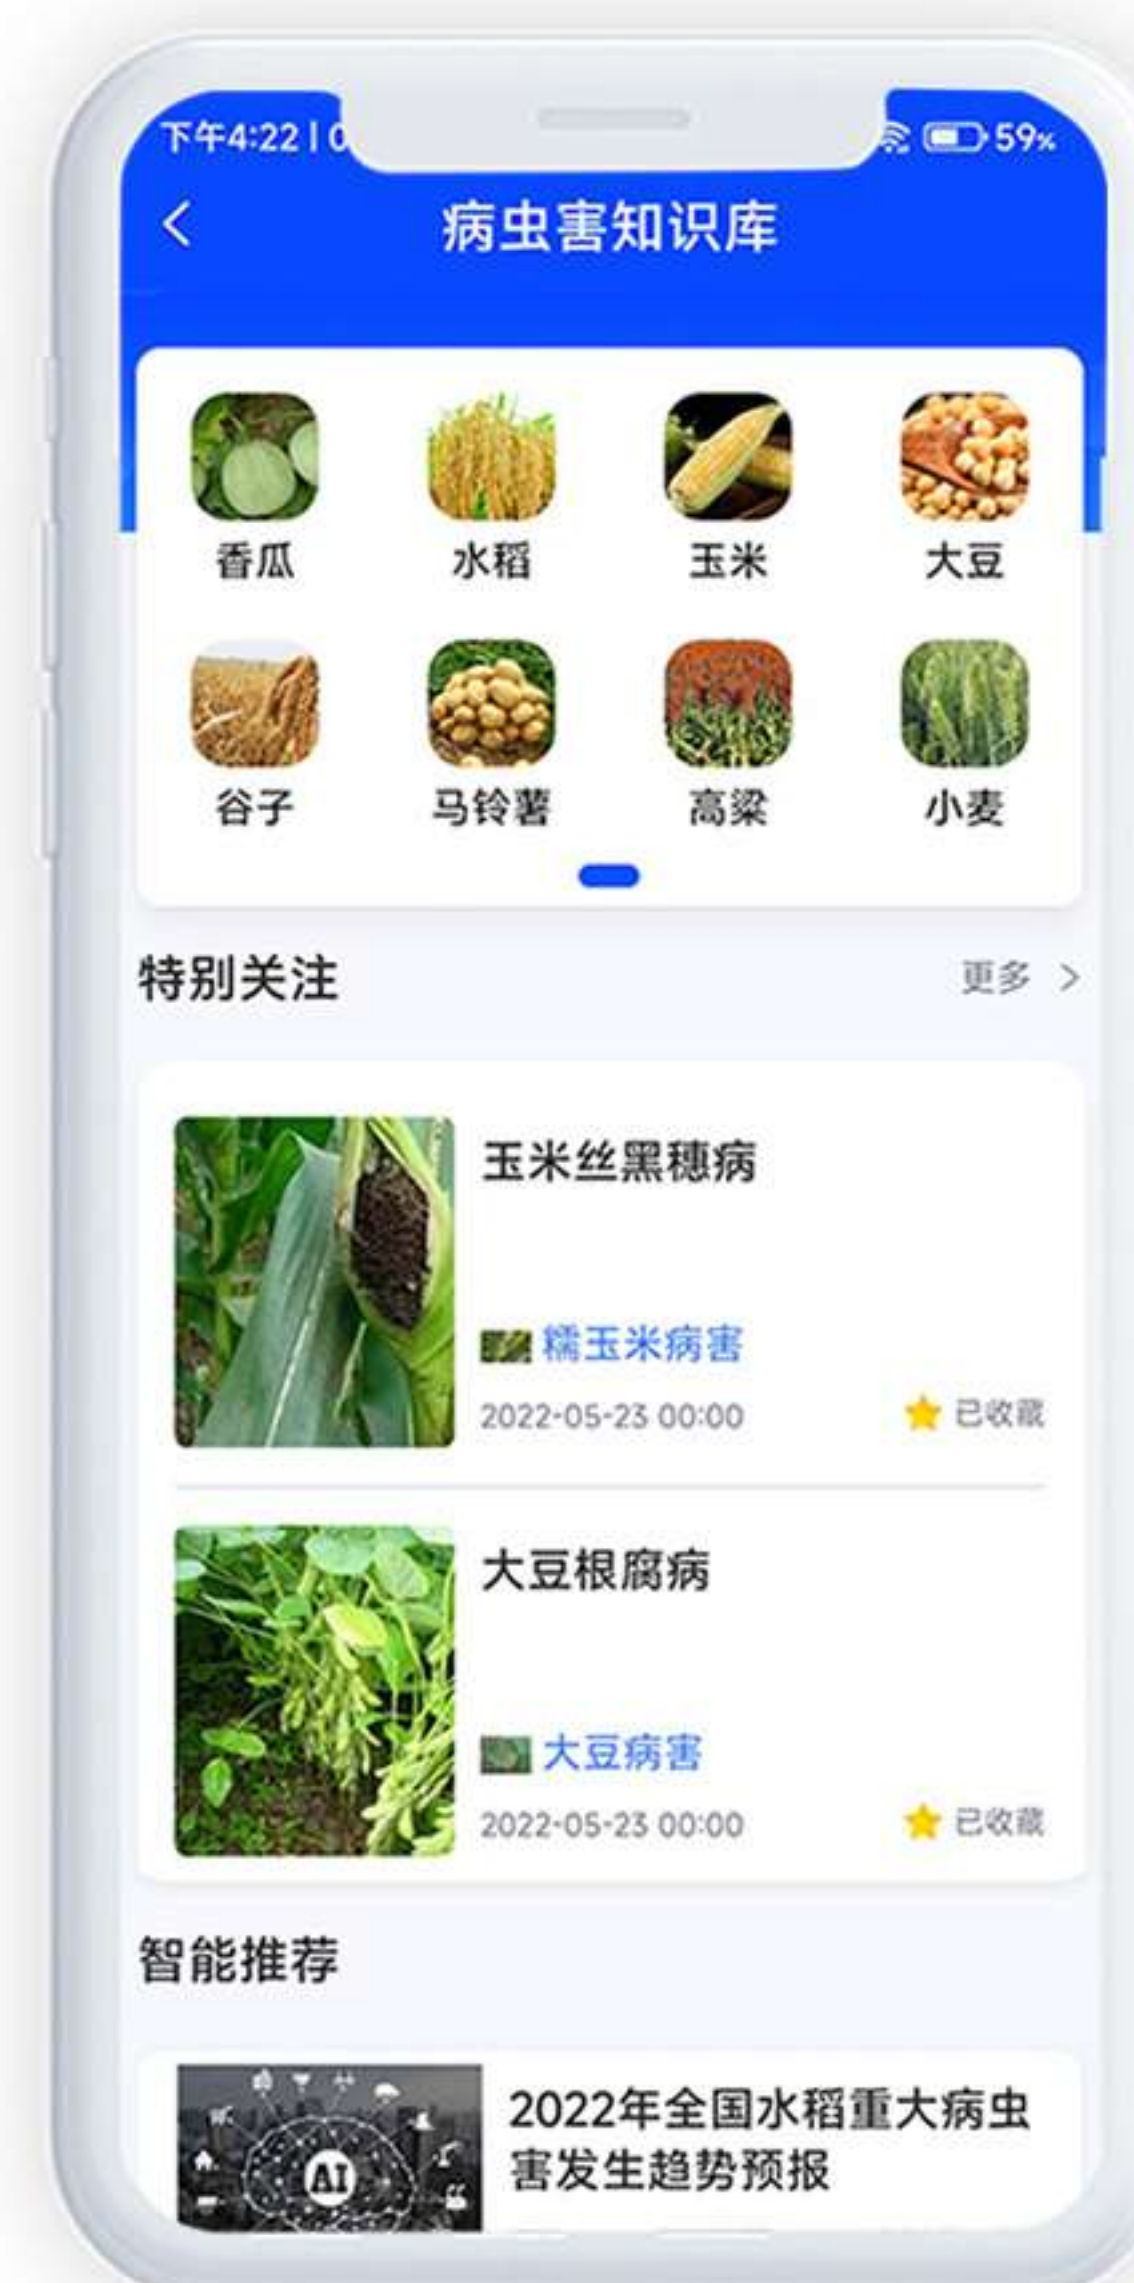 下午4:22 | 0
59%
病虫害知识库
香瓜
水稻
玉米
大豆
谷子
马铃薯
高粱
小麦
特别关注
更多 >
玉米丝黑穗病
糯玉米病害
2022-05-23 00:00
已收藏
大豆根腐病
大豆病害
2022-05-23 00:00
已收藏
智能推荐
AI
2022年全国水稻重大病虫
害发生趋势预报